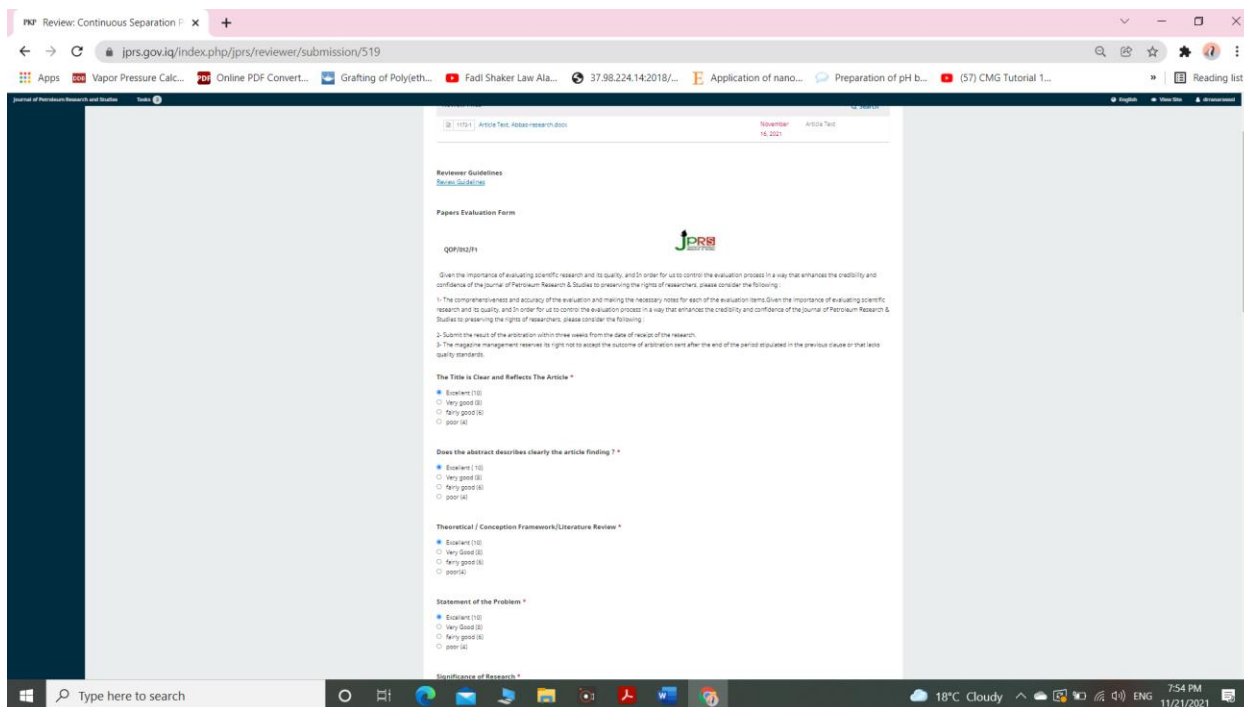 PKP Review: Continuous Separation P
jprs.gov.iq/index.php/jprs/reviewer/submission/519
Apps Vapor Pressure Calc... PDF Online PDF Convert... Grafting of Poly(eth... Fadl Shaker Law Ala... 37.98.224.14:2018/... E Application of nano... Preparation of pH b... (57) CMG Tutorial 1... » Reading list
Journal of Petroleum Research and Studies Tasks English View Site
Search
1172-1 Article Text, Abbas-research.docx November 16, 2021 Article Text
Reviewer Guidelines
Review Guidelines
Papers Evaluation Form
QOP/012/F1 JPRS
Given the importance of evaluating scientific research and its quality, and In order for us to control the evaluation process in a way that enhances the credibility and
confidence of the Journal of Petroleum Research & Studies to preserving the rights of researchers, please consider the following :
1- The comprehensiveness and accuracy of the evaluation and making the necessary notes for each of the evaluation items.Given the importance of evaluating scientific
research and its quality, and In order for us to control the evaluation process in a way that enhances the credibility and confidence of the Journal of Petroleum Research &
Studies to preserving the rights of researchers, please consider the following :
2- Submit the result of the arbitration within three weeks from the date of receipt of the research.
3- The magazine management reserves its right not to accept the outcome of arbitration sent after the end of the period stipulated in the previous clause or that lacks
quality standards.
The Title is Clear and Reflects The Article *
Excellent (10)
Very good (8)
fairly good (6)
poor (4)
Does the abstract describes clearly the article finding ? *
Excellent ( 10)
Very good (8)
fairly good (6)
poor (4)
Theoretical / Conception Framework/Literature Review *
Excellent (10)
Very Good (8)
fairly good (6)
poor(4)
Statement of the Problem *
Excellent (10)
Very Good (8)
fairly good (6)
poor (4)
Significance of Research *
Type here to search
18°C Cloudy ENG 7:54 PM
11/21/2021